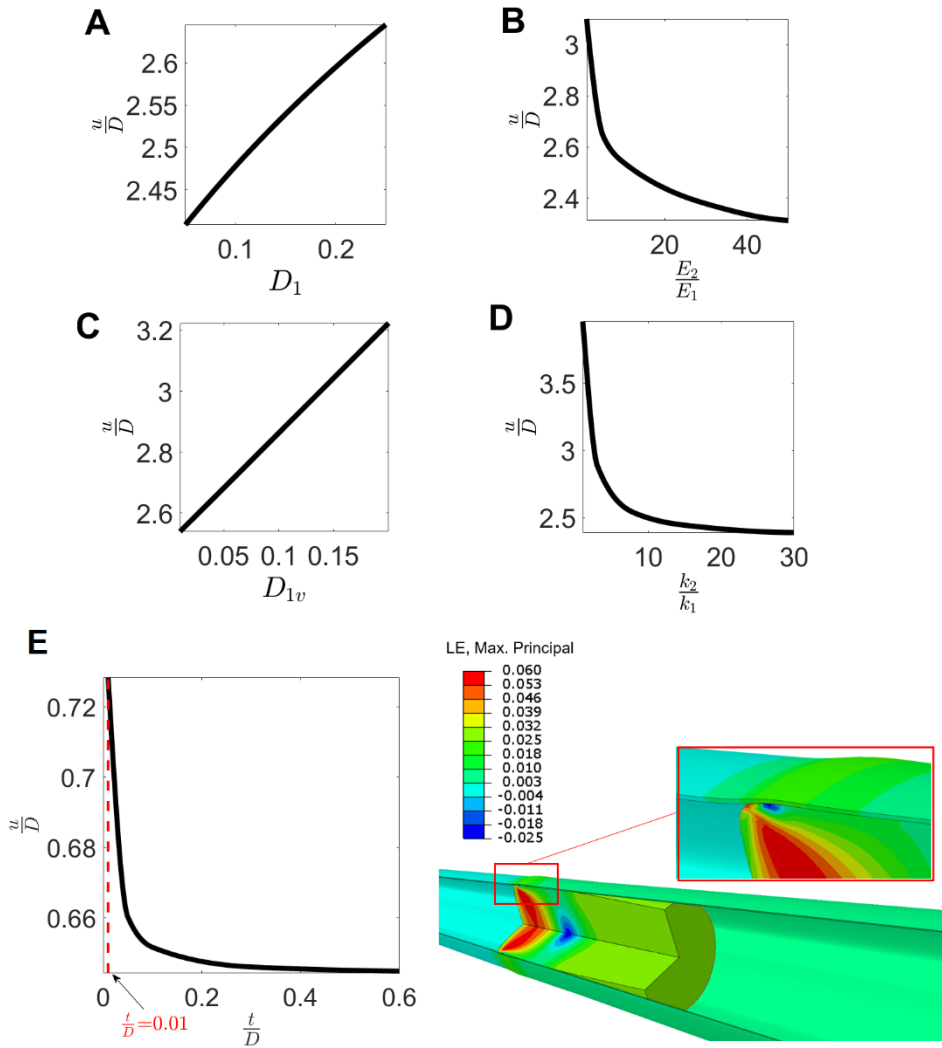 A
2.6
2.55
2.5
2.45
u/D
0.1 0.2
D₁
B
3
2.8
2.6
2.4
u/D
20 40
E₂/E₁
C
3.2
3
2.8
2.6
u/D
0.05 0.1 0.15
D₁ᵥ
D
3.5
3
2.5
u/D
10 20 30
k₂/k₁
E
0.72
0.7
0.68
0.66
u/D
0 0.2 0.4 0.6
t/D=0.01
t/D
LE, Max. Principal
0.060
0.053
0.046
0.039
0.032
0.025
0.018
0.010
0.003
-0.004
-0.011
-0.018
-0.025